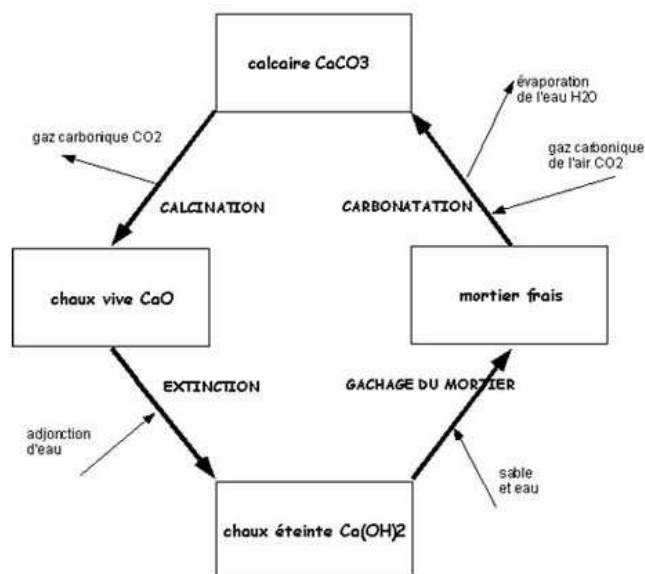 calcaire CaCO3
évaporation
de l'eau H2O
gaz carbonique CO2
gaz carbonique
de l'air CO2
CALCINATION
CARBONATATION
chaux vive CaO
mortier frais
EXTINCTION
GACHAGE DU MORTIER
adjonction
d'eau
sable
et eau
chaux éteinte Ca(OH)2